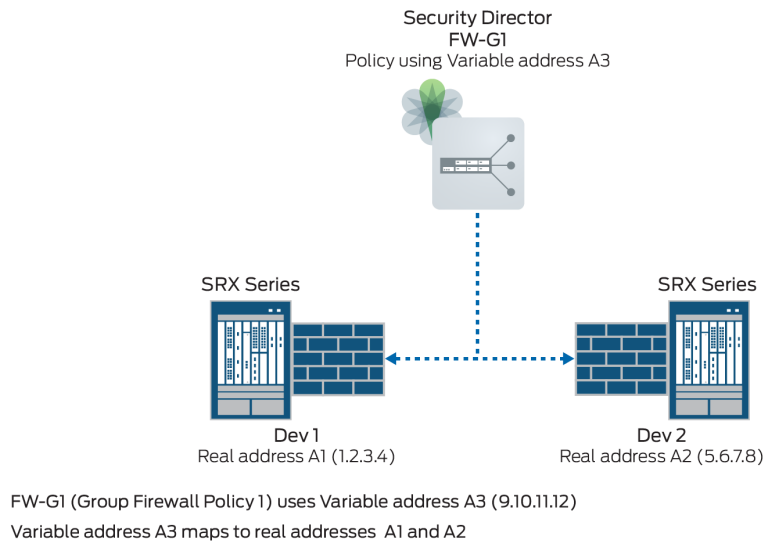 Security Director
FW-G1
Policy using Variable address A3
SRX Series
SRX Series
Dev 1
Real address A1 (1.2.3.4)
Dev 2
Real address A2 (5.6.7.8)
FW-G1 (Group Firewall Policy 1) uses Variable address A3 (9.10.11.12)
Variable address A3 maps to real addresses A1 and A2